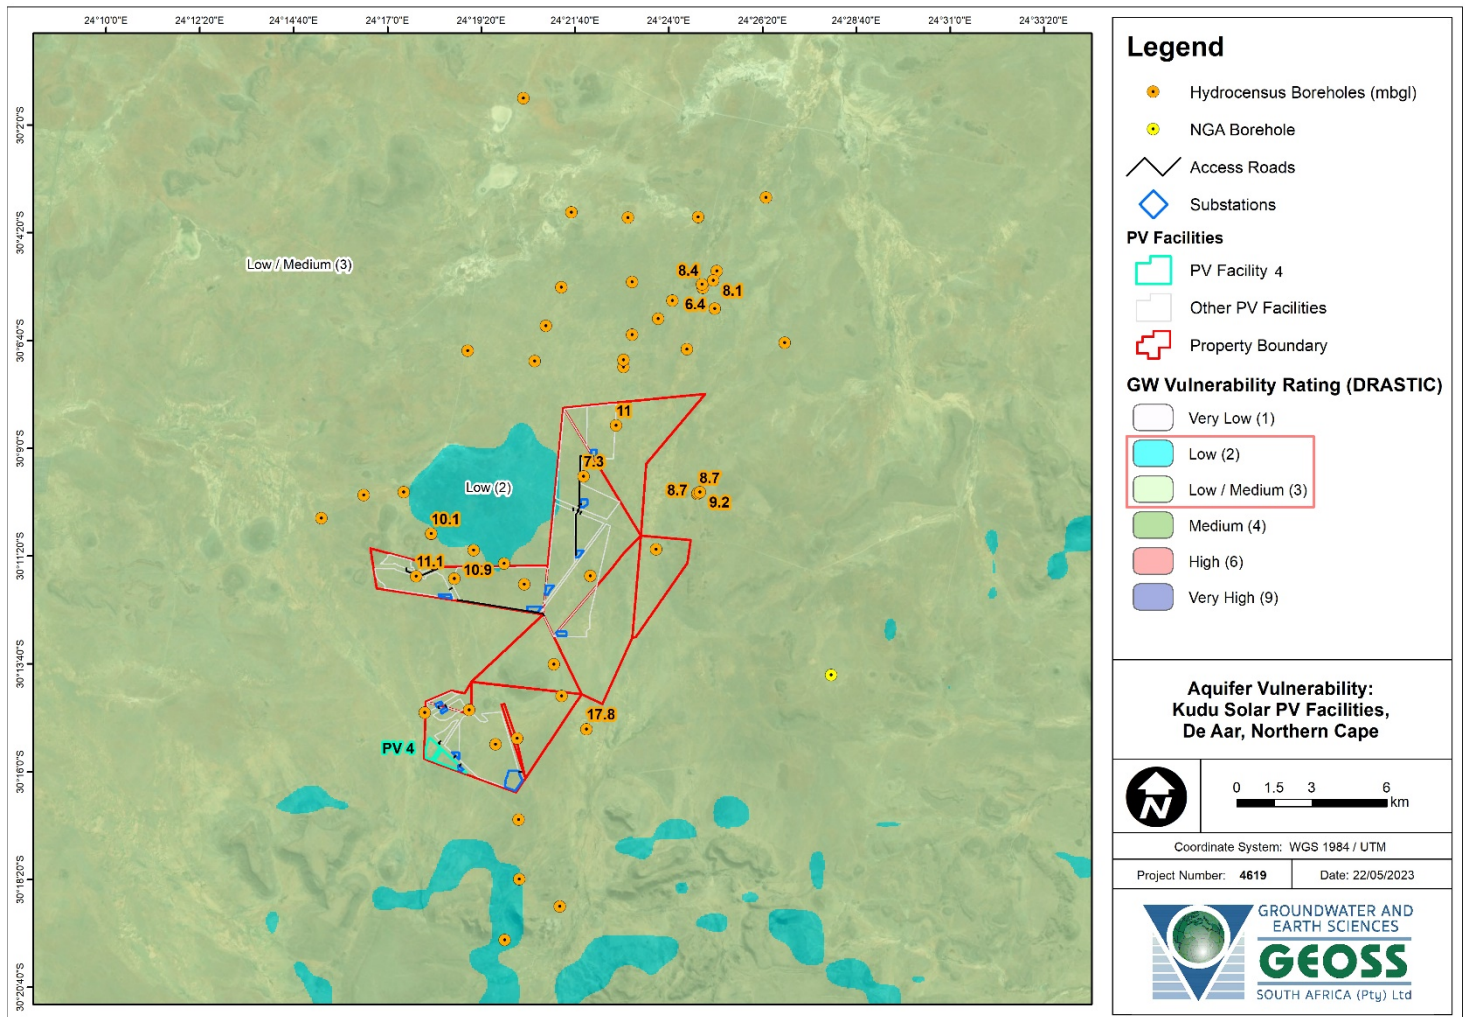 24°10'0"E
24°12'20"E
24°14'40"E
24°17'0"E
24°19'20"E
24°21'40"E
24°24'0"E
24°26'20"E
24°28'40"E
24°31'0"E
24°33'20"E
30°2'0"S
30°4'20"S
30°6'40"S
30°9'0"S
30°11'20"S
30°13'40"S
30°16'0"S
30°18'20"S
30°20'40"S
Low / Medium (3)
8.4
8.1
6.4
11
7.3
Low (2)
8.7
8.7
9.2
10.1
11.1
10.9
17.8
PV 4
Legend
Hydrocensus Boreholes (mbgl)
NGA Borehole
Access Roads
Substations
PV Facilities
PV Facility 4
Other PV Facilities
Property Boundary
GW Vulnerability Rating (DRASTIC)
Very Low (1)
Low (2)
Low / Medium (3)
Medium (4)
High (6)
Very High (9)
Aquifer Vulnerability:
Kudu Solar PV Facilities,
De Aar, Northern Cape
N
0 1.5 3 6
km
Coordinate System: WGS 1984 / UTM
Project Number: 4619
Date: 22/05/2023
GROUNDWATER AND
EARTH SCIENCES
GEOSS
SOUTH AFRICA (Pty) Ltd